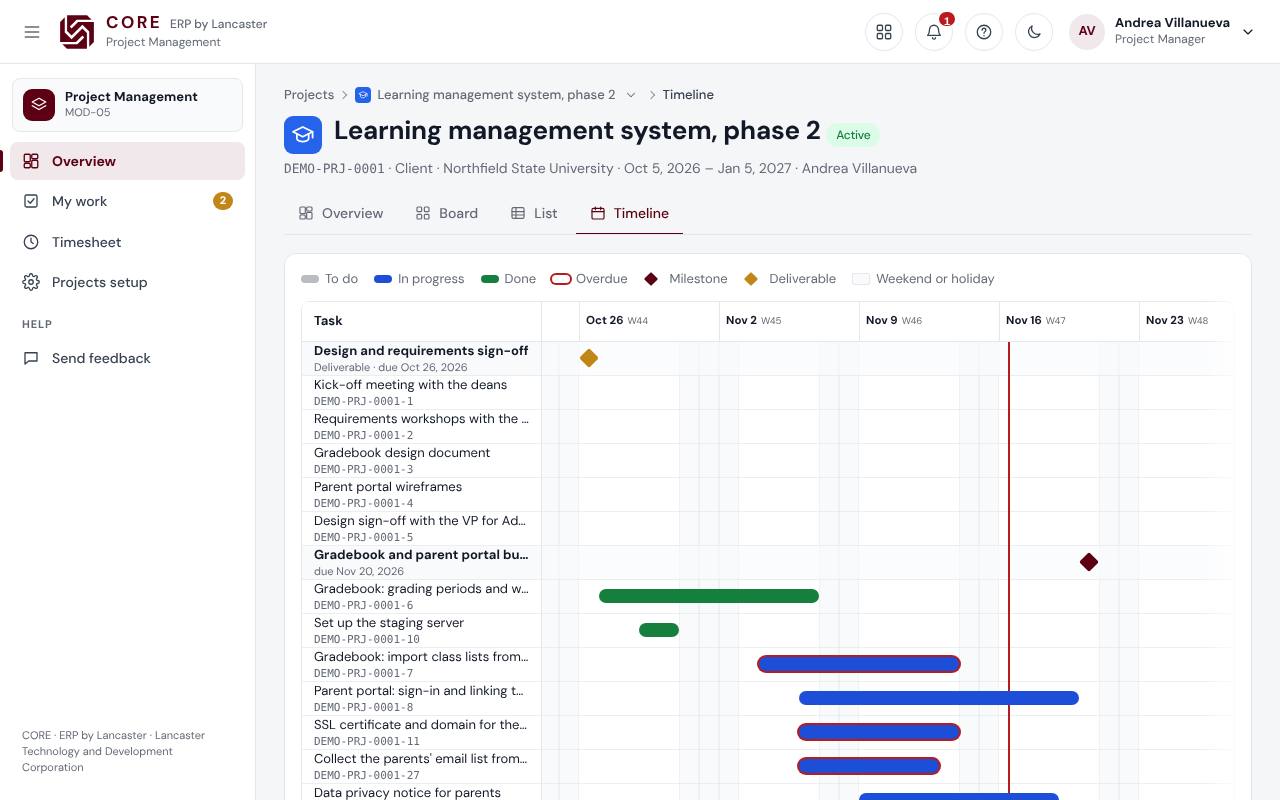 CORE ERP by Lancaster
Project Management
1
AV
Andrea Villanueva
Project Manager
Project Management
MOD-05
Overview
My work 2
Timesheet
Projects setup
HELP
Send feedback
CORE · ERP by Lancaster · Lancaster
Technology and Development
Corporation
Projects Learning management system, phase 2 Timeline
Learning management system, phase 2 Active
DEMO-PRJ-0001 · Client · Northfield State University · Oct 5, 2026 – Jan 5, 2027 · Andrea Villanueva
Overview Board List Timeline
To do In progress Done Overdue Milestone Deliverable Weekend or holiday
Task Oct 26 W44 Nov 2 W45 Nov 9 W46 Nov 16 W47 Nov 23 W48
Design and requirements sign-off
Deliverable · due Oct 26, 2026
Kick-off meeting with the deans
DEMO-PRJ-0001-1
Requirements workshops with the …
DEMO-PRJ-0001-2
Gradebook design document
DEMO-PRJ-0001-3
Parent portal wireframes
DEMO-PRJ-0001-4
Design sign-off with the VP for Ad…
DEMO-PRJ-0001-5
Gradebook and parent portal bu…
due Nov 20, 2026
Gradebook: grading periods and w…
DEMO-PRJ-0001-6
Set up the staging server
DEMO-PRJ-0001-10
Gradebook: import class lists from…
DEMO-PRJ-0001-7
Parent portal: sign-in and linking t…
DEMO-PRJ-0001-8
SSL certificate and domain for the…
DEMO-PRJ-0001-11
Collect the parents' email list from…
DEMO-PRJ-0001-27
Data privacy notice for parents